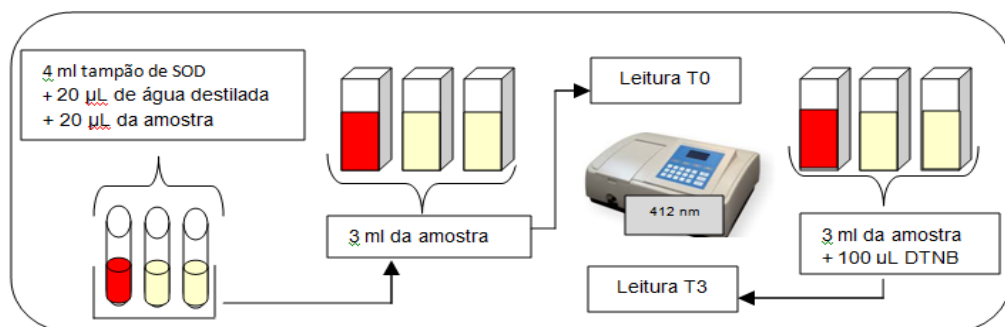 4 ml tampão de SOD
+ 20 µL de água destilada
+ 20 µL da amostra
3 ml da amostra
Leitura T0
412 nm
3 ml da amostra
+ 100 uL DTNB
Leitura T3